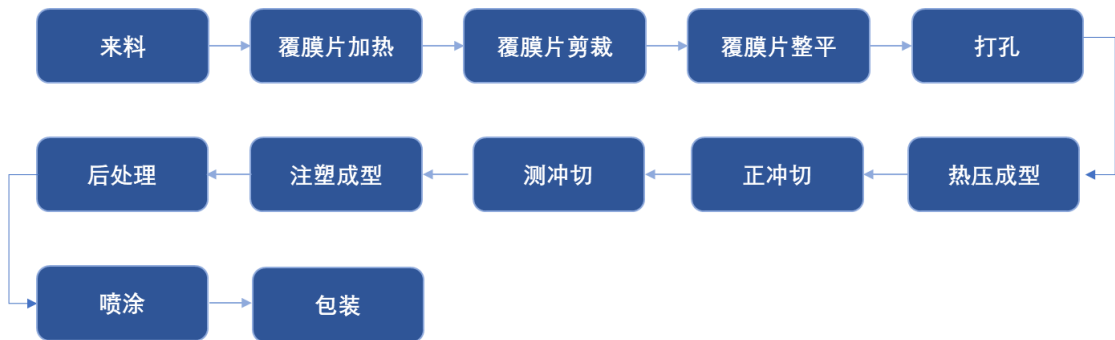 来料
覆膜片加热
覆膜片剪裁
覆膜片整平
打孔
热压成型
正冲切
测冲切
注塑成型
后处理
喷涂
包装